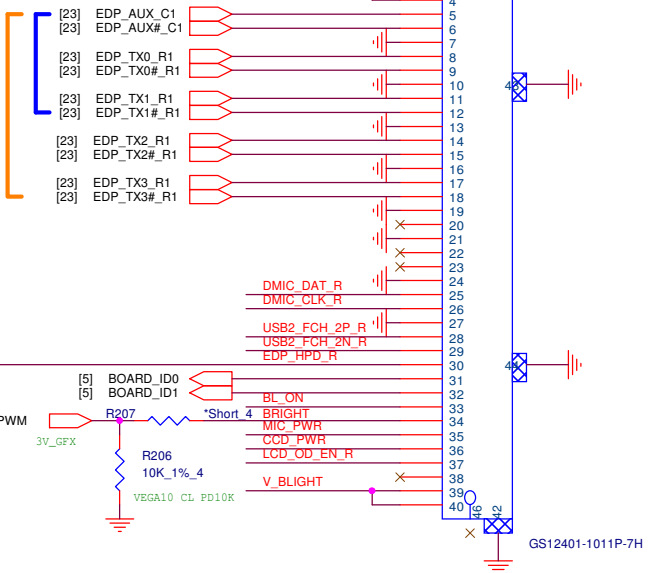 4
[23] EDP_AUX_C1 5
[23] EDP_AUX#_C1 6
7
[23] EDP_TX0_R1 8
[23] EDP_TX0#_R1 9
10
[23] EDP_TX1_R1 11
[23] EDP_TX1#_R1 12
13
[23] EDP_TX2_R1 14
[23] EDP_TX2#_R1 15
16
[23] EDP_TX3_R1 17
[23] EDP_TX3#_R1 18
19
20
21
22
23
24
DMIC_DAT_R 25
DMIC_CLK_R 26
27
USB2_FCH_2P_R 28
USB2_FCH_2N_R 29
EDP_HPD_R 30
[5] BOARD_ID0 31
[5] BOARD_ID1 32
BL_ON 33
PWM R207 *Short_4 BRIGHT 34
3V_GFX
MIC_PWR 35
CCD_PWR 36
LCD_OD_EN_R 37
R206
10K_1%_4
38
VEGA10 CL PD10K
V_BLIGHT 39
40
46
42
GS12401-1011P-7H